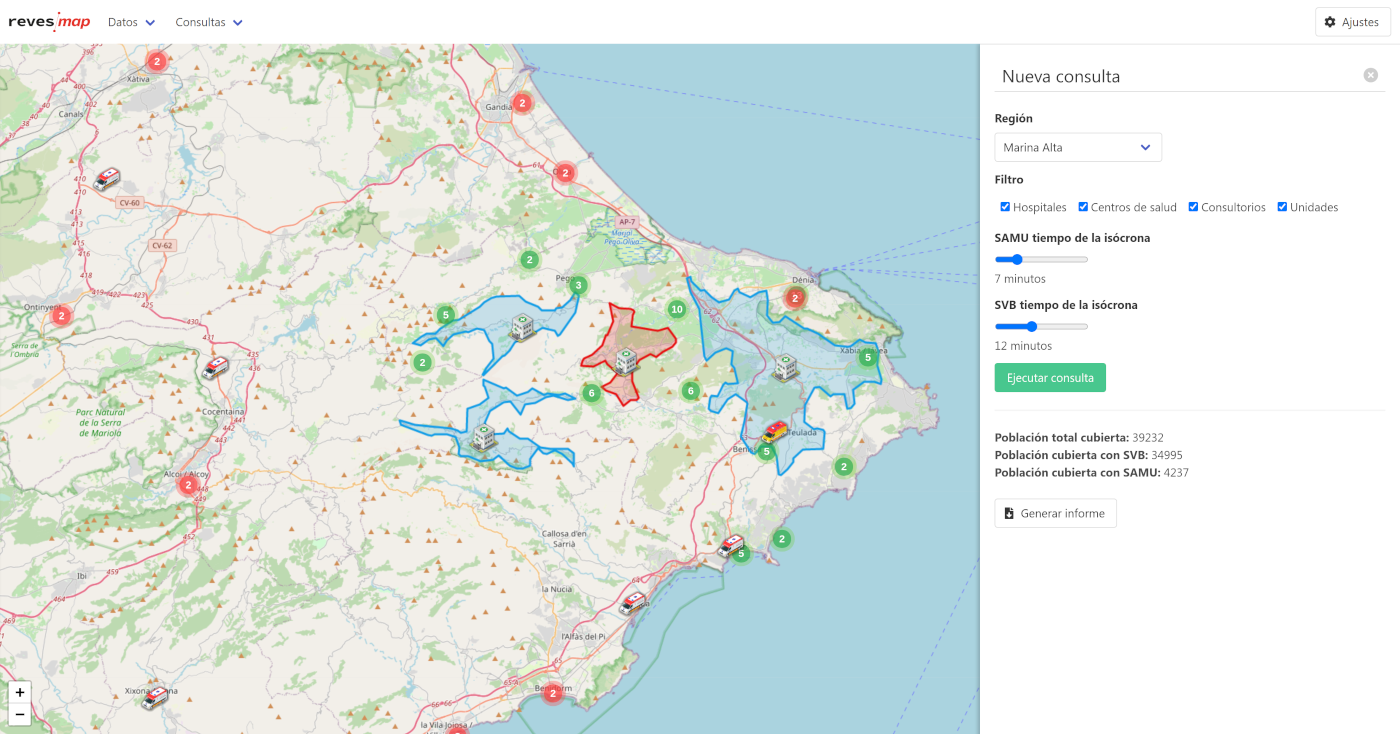 reves map
Datos
Consultas
Ajustes
Nueva consulta
Región
Marina Alta
Filtro
Hospitales
Centros de salud
Consultorios
Unidades
SAMU tiempo de la isócrona
7 minutos
SVB tiempo de la isócrona
12 minutos
Ejecutar consulta
Población total cubierta: 39232
Población cubierta con SVB: 34995
Población cubierta con SAMU: 4237
Generar informe
2
Xàtiva
Canals
Gandia
2
2
61
CV-60
AP-7
Marjal
Pego-Oliva
CV-62
2
Pego
3
Dénia
2
Ontinyent
2
5
10
Serra de
l'Ombria
2
5
6
6
Parc Natural
de la Serra
de Mariola
Cocentaina
Teulada
5
2
Alcoi / Alcoy
2
Callosa d'en
Sarrià
2
5
Ibi
la Nucia
l'Alfàs del Pi
2
la Vila Joiosa /
+
−